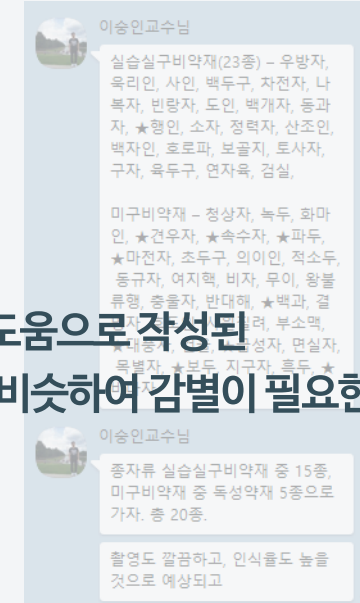 이숭인교수님
실습실구비약재(23종) – 우방자,
욱리인, 사인, 백두구, 차전자, 나
복자, 빈랑자, 도인, 백개자, 동과
자, ★행인, 소자, 정력자, 산조인,
백자인, 호로파, 보골지, 토사자,
구자, 육두구, 연자육, 검실,
미구비약재 – 청상자, 녹두, 화마
인, ★견우자, ★속수자, ★파두,
★마전자, 초두구, 의이인, 적소두,
동규자, 여지핵, 비자, 무이, 왕불
류행, 충울자, 반대해, ★백과, 결
도움으로 작성된
부소맥,
면실자,
목별자, ★보두, 지구자, 흑두, ★
비슷하여 감별이 필요한
이숭인교수님
종자류 실습실구비약재 중 15종,
미구비약재 중 독성약재 5종으로
가자. 총 20종.
촬영도 깔끔하고, 인식율도 높을
것으로 예상되고